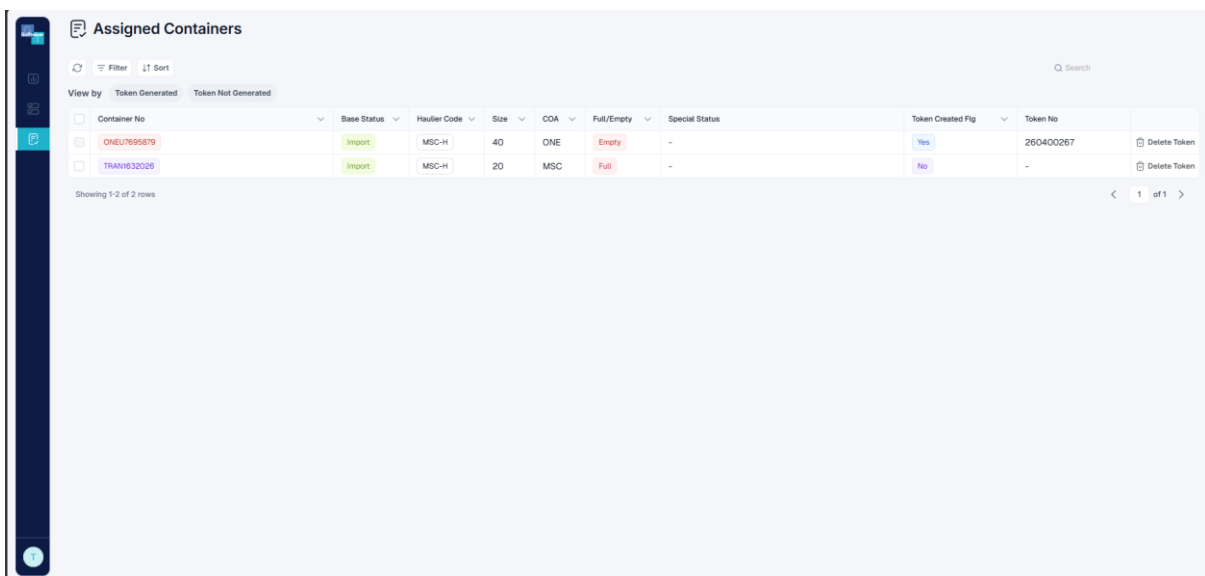 Assigned Containers
Filter Sort Search
View by Token Generated Token Not Generated
Container No Base Status Haulier Code Size COA Full/Empty Special Status Token Created Flg Token No
ONEU7695879 Import MSC-H 40 ONE Empty - Yes 260400267 Delete Token
TRAN1632026 Import MSC-H 20 MSC Full - No - Delete Token
Showing 1-2 of 2 rows 1 of 1
T